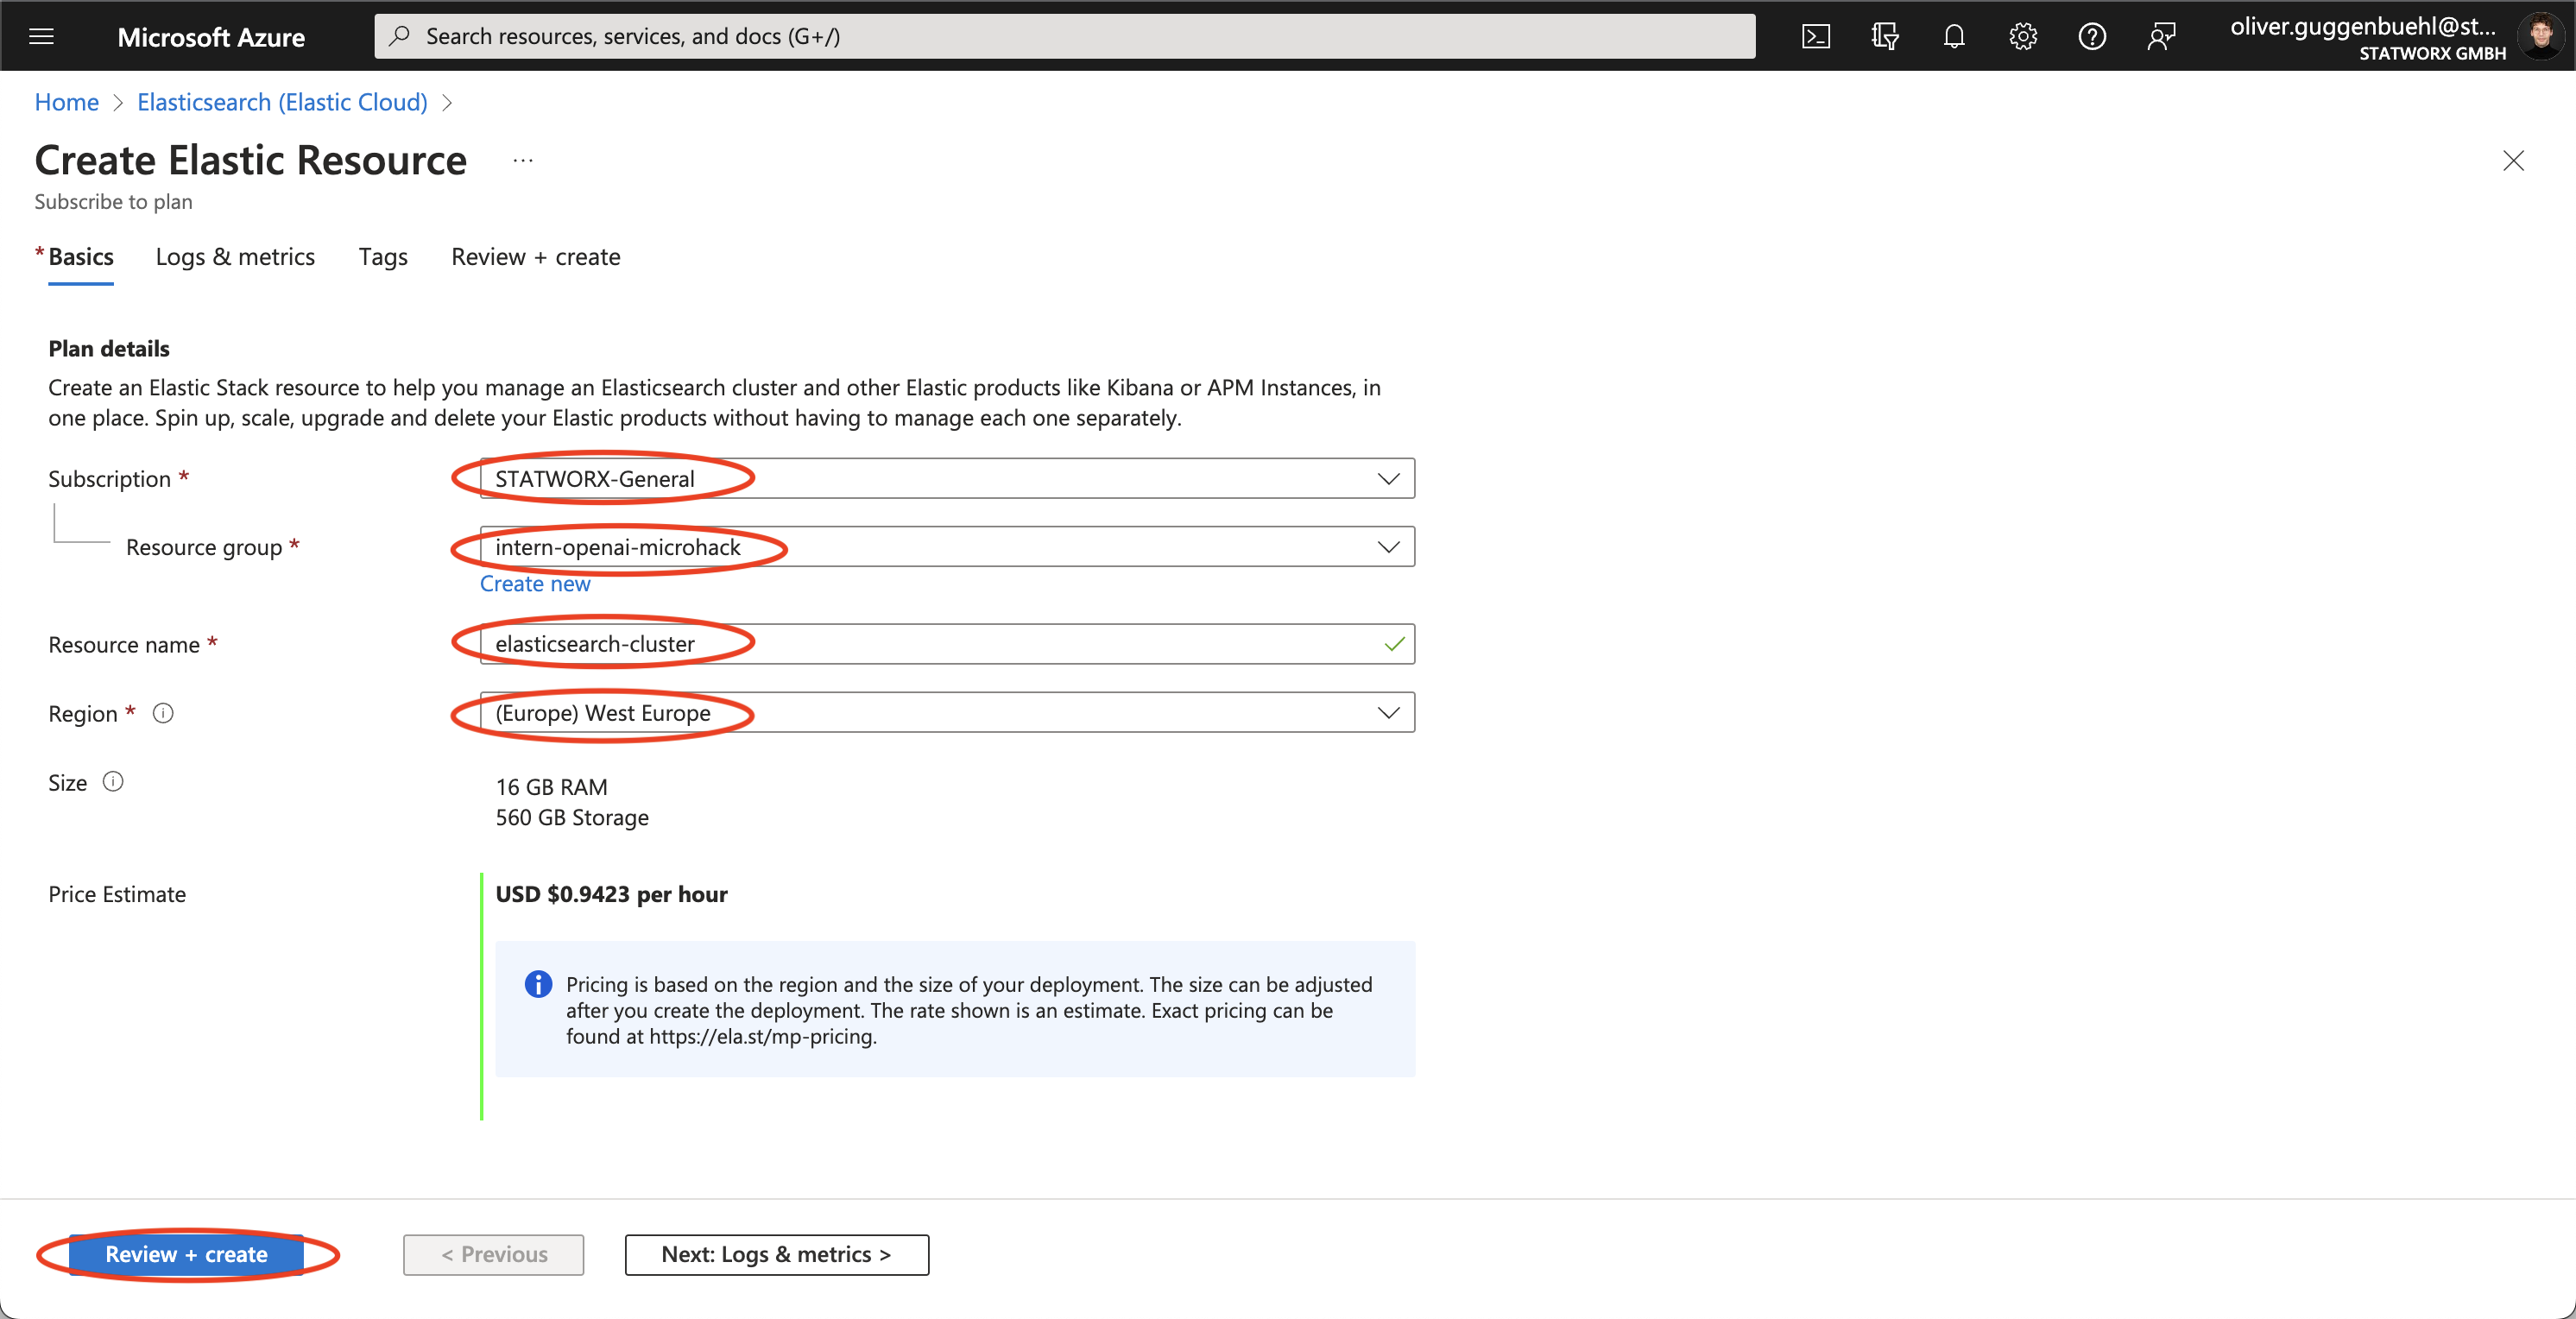 Microsoft Azure
Search resources, services, and docs (G+/)
oliver.guggenbuehl@st...
STATWORX GMBH
Home > Elasticsearch (Elastic Cloud) >
Create Elastic Resource ...
Subscribe to plan
* Basics Logs & metrics Tags Review + create
Plan details
Create an Elastic Stack resource to help you manage an Elasticsearch cluster and other Elastic products like Kibana or APM Instances, in
one place. Spin up, scale, upgrade and delete your Elastic products without having to manage each one separately.
Subscription * STATWORX-General
Resource group * intern-openai-microhack
Create new
Resource name * elasticsearch-cluster
Region * (Europe) West Europe
Size 16 GB RAM
560 GB Storage
Price Estimate USD $0.9423 per hour
Pricing is based on the region and the size of your deployment. The size can be adjusted
after you create the deployment. The rate shown is an estimate. Exact pricing can be
found at https://ela.st/mp-pricing.
Review + create < Previous Next: Logs & metrics >